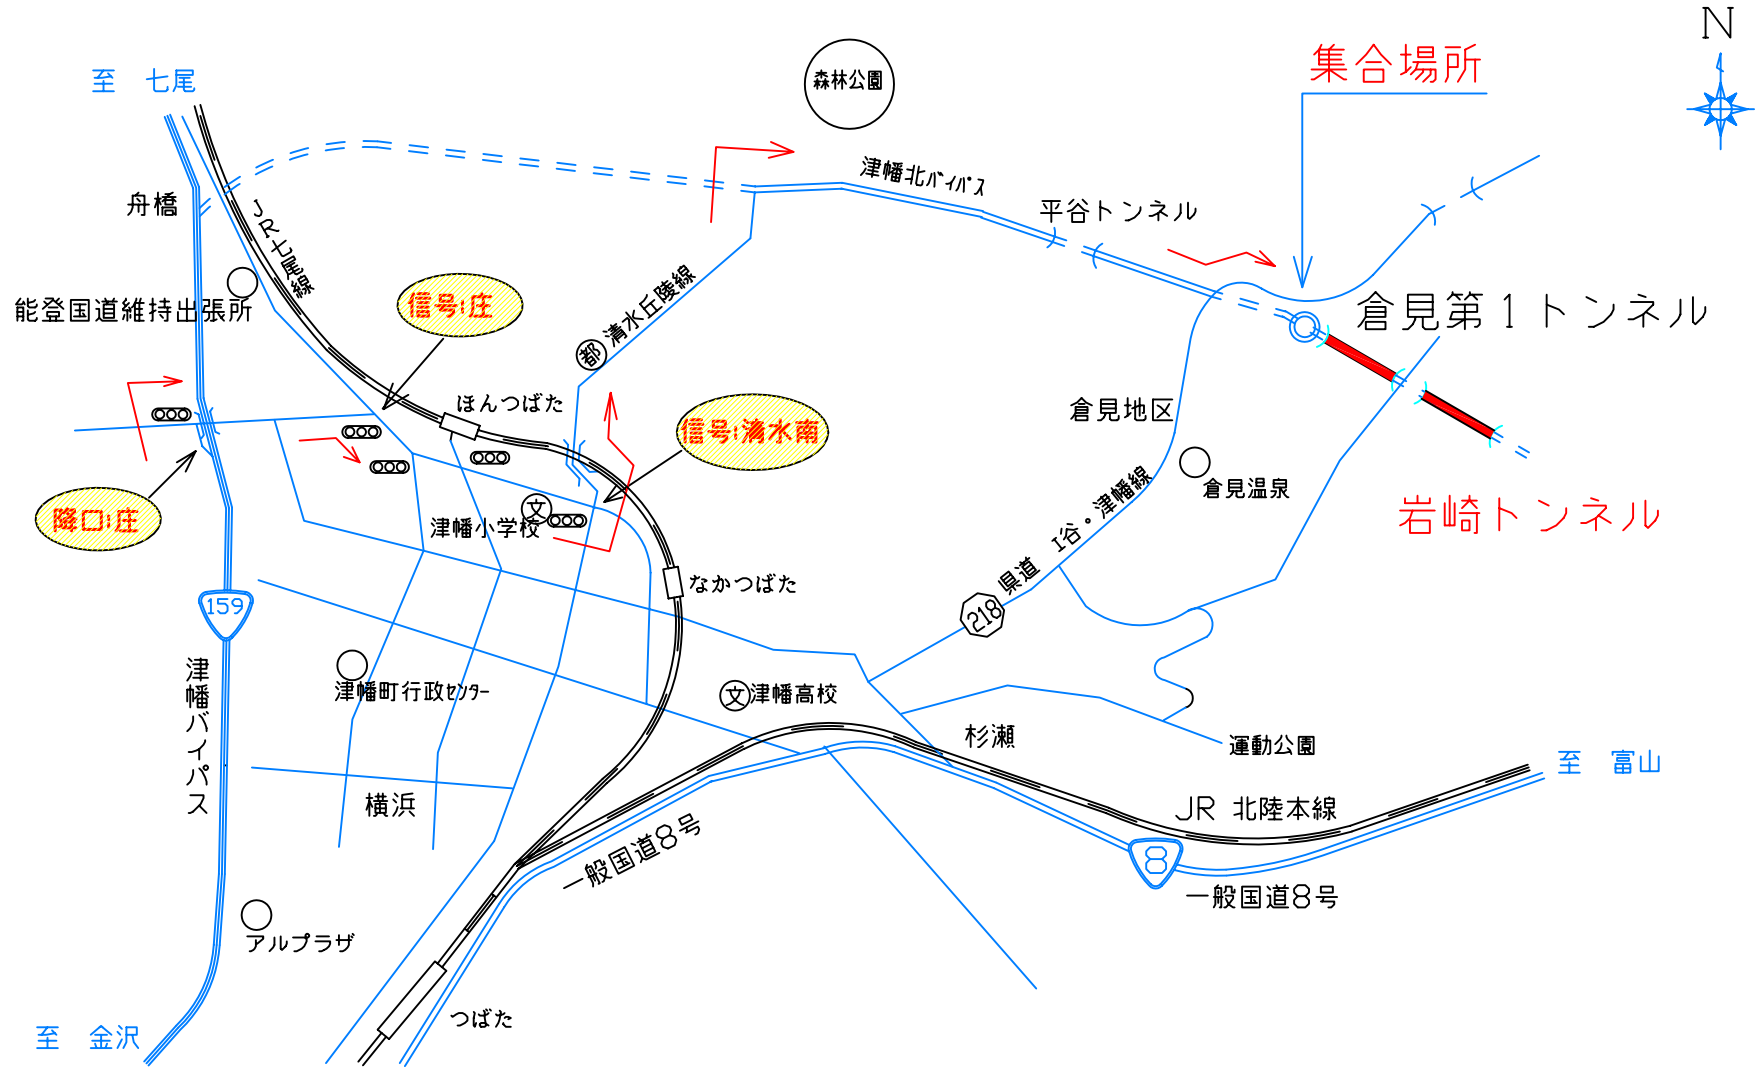 N
集合場所
至　七尾
森林公園
津幡北バイパス
舟橋
平谷トンネル
JR七尾線
能登国道維持出張所
信号:庄
都
清水丘陵線
倉見第1トンネル
ほんつばた
信号:清水南
倉見地区
倉見温泉
降口:庄
文
津幡小学校
岩崎トンネル
県道　I谷・津幡線
218
なかつばた
159
津幡バイパス
津幡町行政センター
文
津幡高校
杉瀬
運動公園
至　富山
横浜
JR 北陸本線
一般国道8号
8
一般国道8号
アルプラザ
つばた
至　金沢